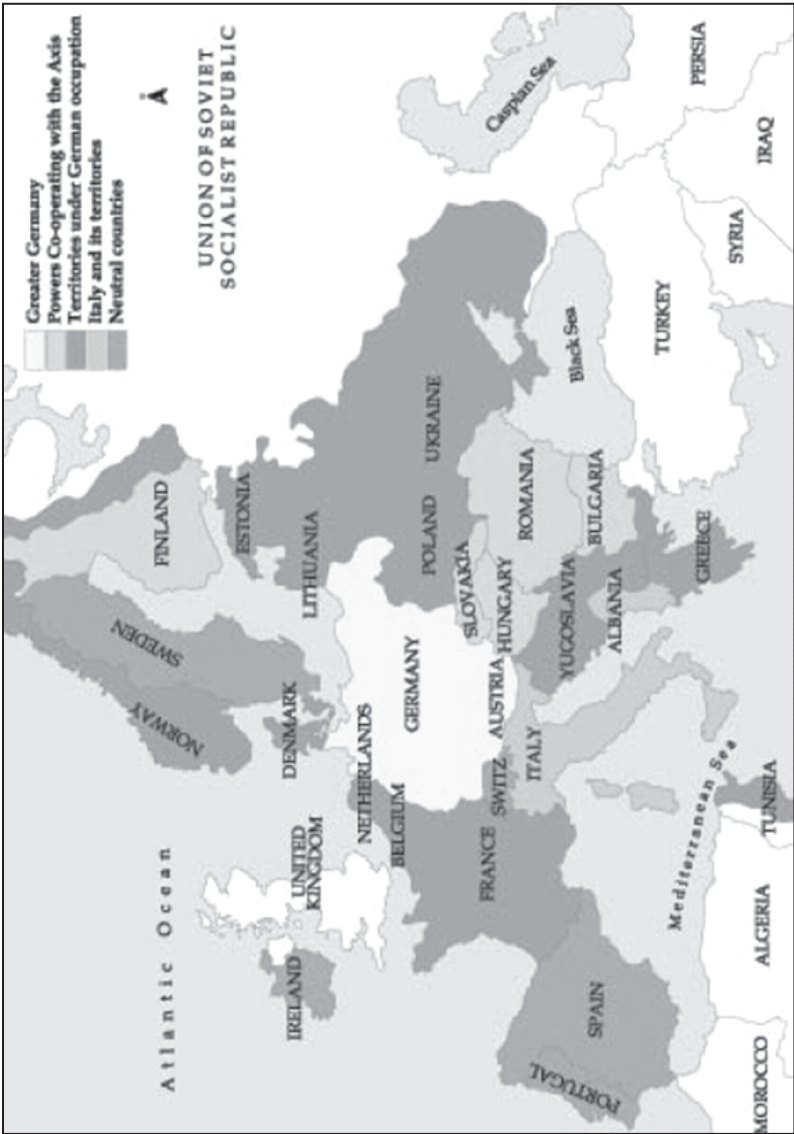 Greater Germany
Powers Co-operating with the Axis
Territories under German occupation
Italy and its territories
Neutral countries
UNION OF SOVIET
SOCIALIST REPUBLIC
Atlantic Ocean
FINLAND
SWEDEN
NORWAY
ESTONIA
LITHUANIA
DENMARK
UNITED
KINGDOM
IRELAND
NETHERLANDS
BELGIUM
GERMANY
POLAND
UKRAINE
SLOVAKIA
AUSTRIA
HUNGARY
SWITZ
FRANCE
ITALY
ROMANIA
BULGARIA
YUGOSLAVIA
ALBANIA
GREECE
Black Sea
Caspian Sea
TURKEY
PERSIA
IRAQ
SYRIA
PORTUGAL
SPAIN
Mediterranean Sea
MOROCCO
ALGERIA
TUNISIA